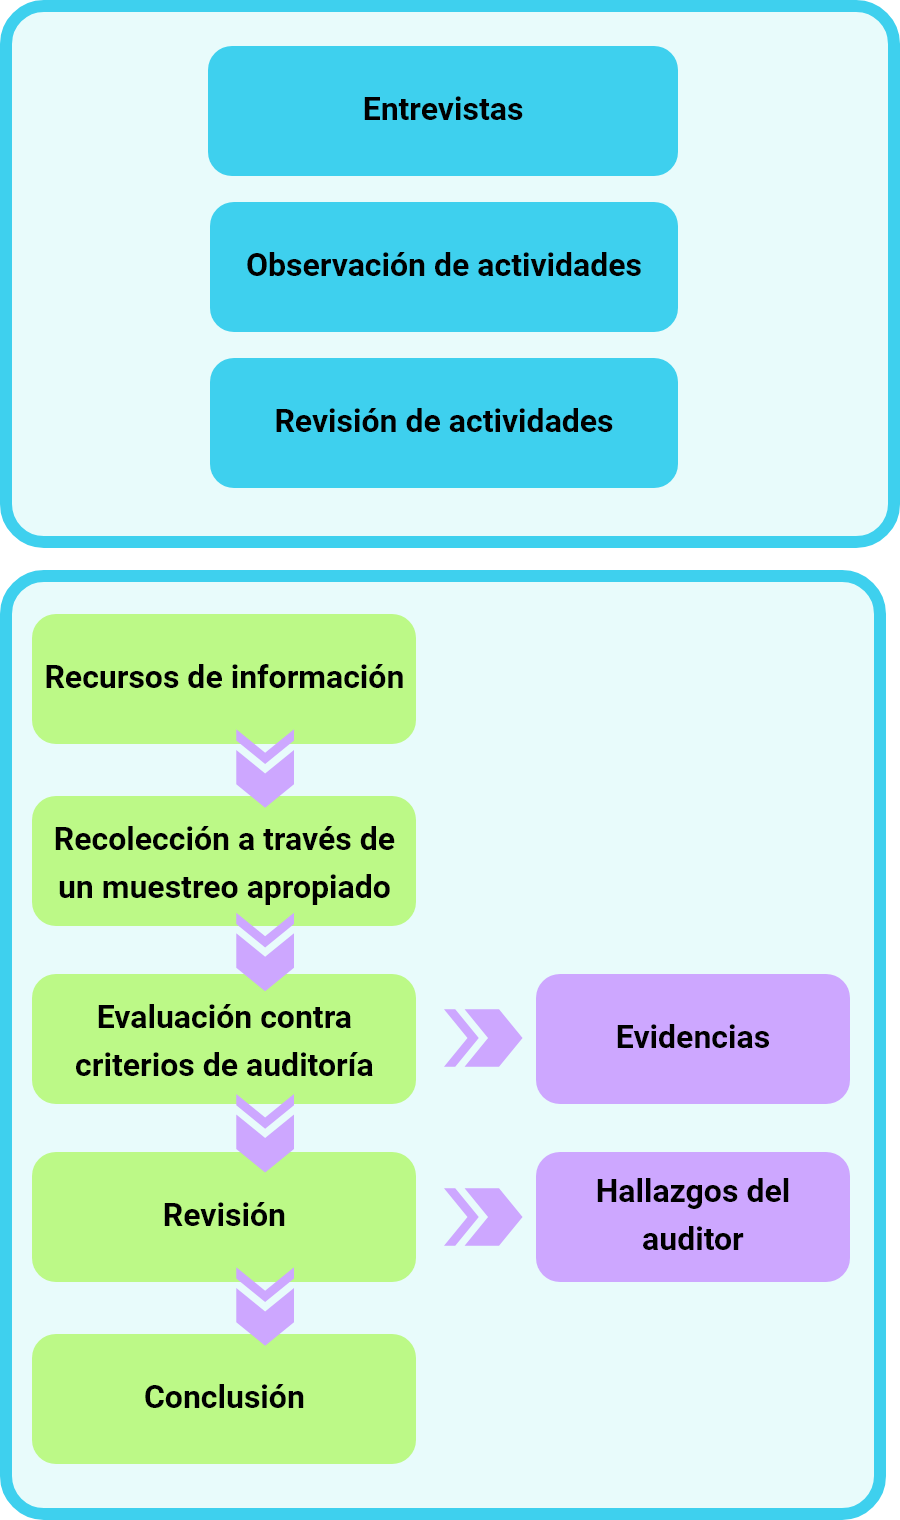 Entrevistas
Observación de actividades
Revisión de actividades
Recursos de información
Recolección a través de
un muestreo apropiado
Evaluación contra
criterios de auditoría
Evidencias
Revisión
Hallazgos del
auditor
Conclusión